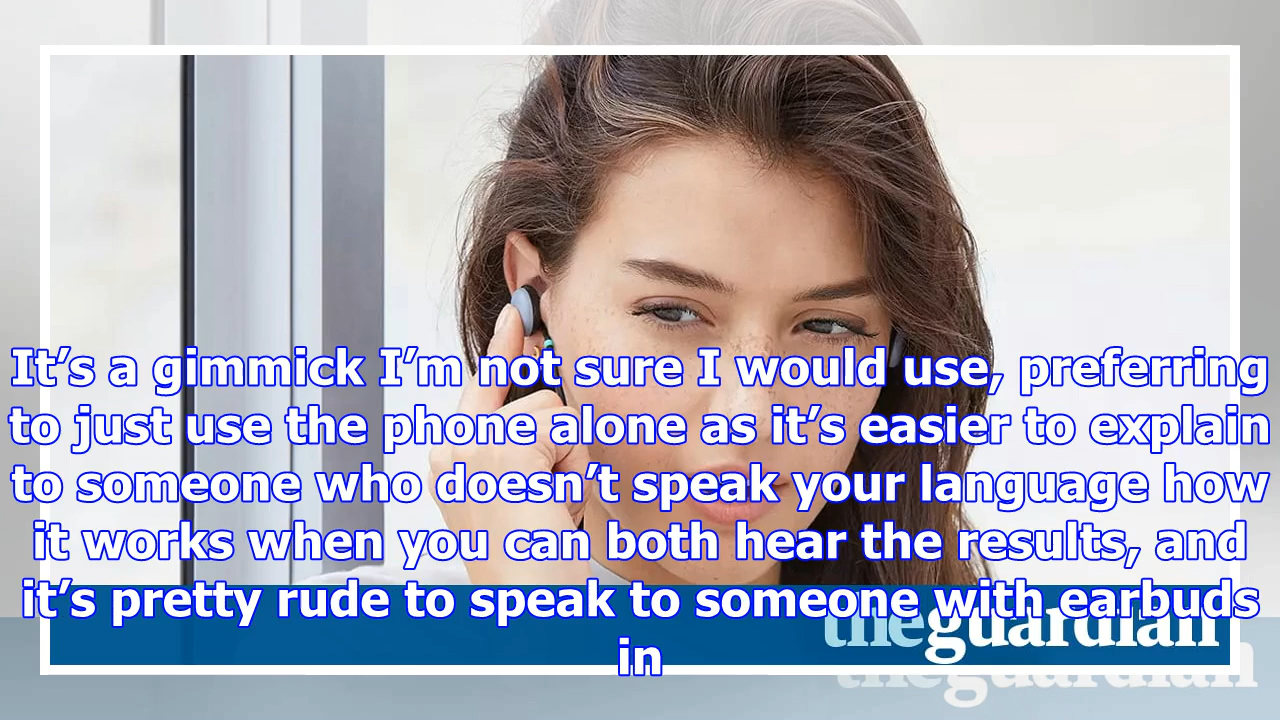 It’s a gimmick I’m not sure I would use, preferring
to just use the phone alone as it’s easier to explain
to someone who doesn’t speak your language how
it works when you can both hear the results, and
it’s pretty rude to speak to someone with earbuds
in
theguardian
theguardian